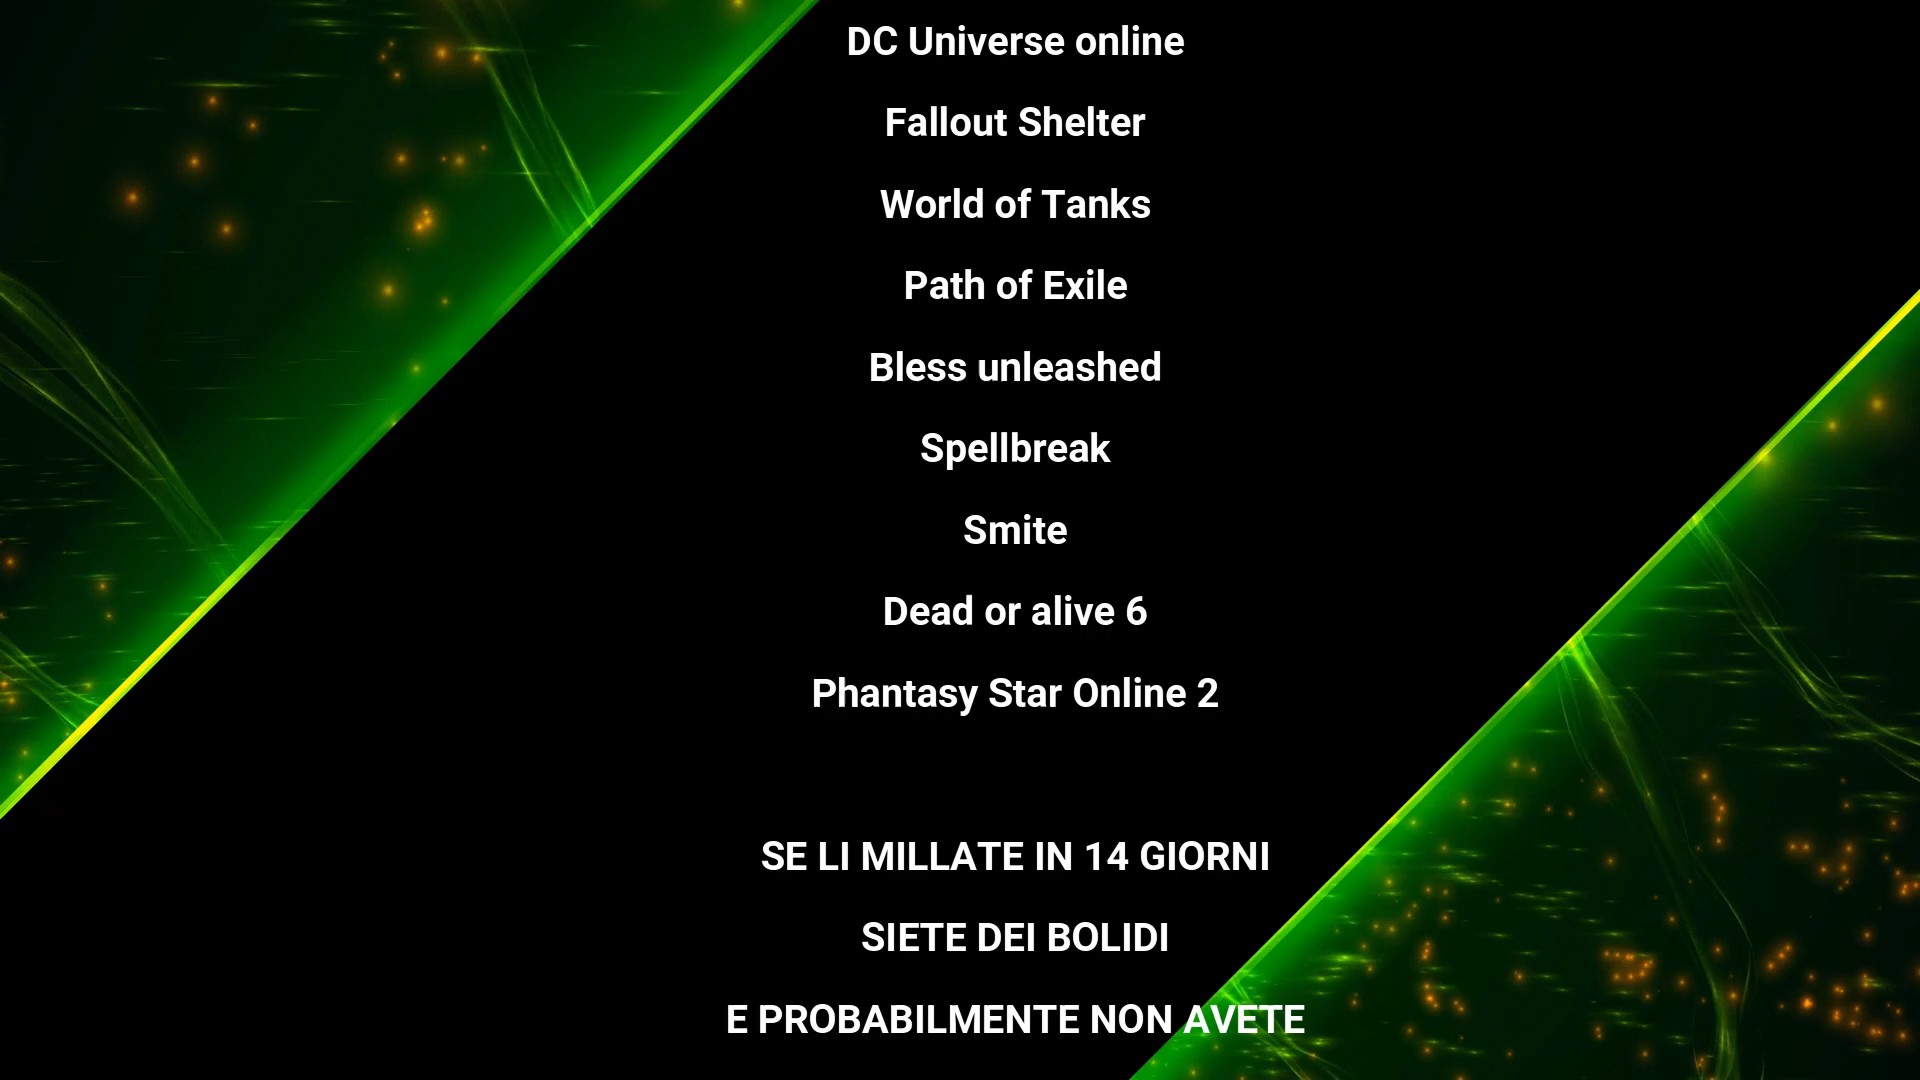 DC Universe online
Fallout Shelter
World of Tanks
Path of Exile
Bless unleashed
Spellbreak
Smite
Dead or alive 6
Phantasy Star Online 2
SE LI MILLATE IN 14 GIORNI
SIETE DEI BOLIDI
E PROBABILMENTE NON AVETE